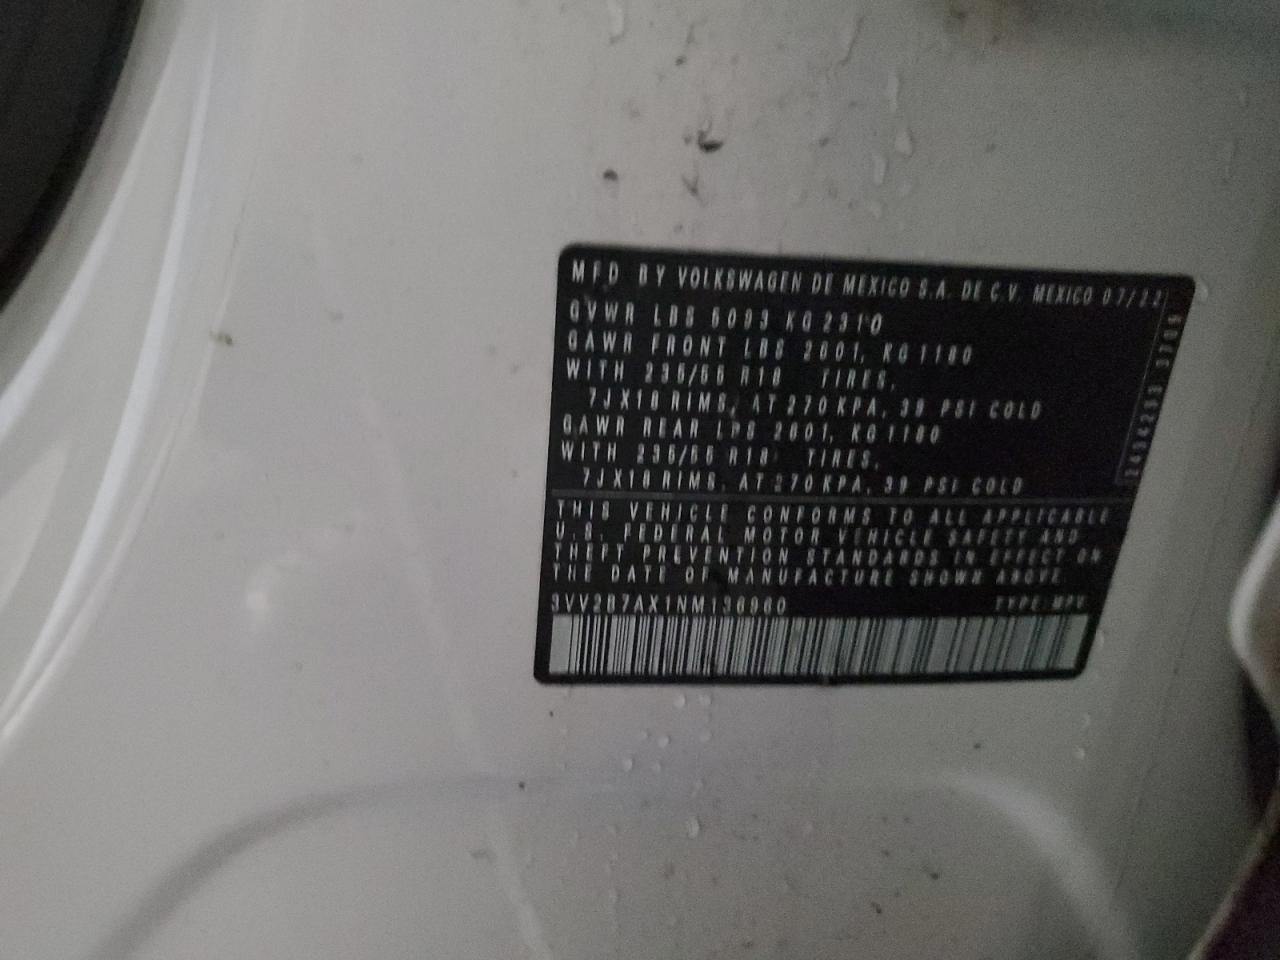 MFD BY VOLKSWAGEN DE MEXICO S.A. DE C.V. MEXICO 07/22
GVWR LBS 5093 KG 2310
GAWR FRONT LBS 2601, KG 1180
WITH 235/55 R18 TIRES,
7JX18 RIMS, AT 270 KPA, 39 PSI COLD
GAWR REAR LBS 2601, KG 1180
WITH 235/55 R18 TIRES,
7JX18 RIMS, AT 270 KPA, 39 PSI COLD
THIS VEHICLE CONFORMS TO ALL APPLICABLE
U.S. FEDERAL MOTOR VEHICLE SAFETY AND
THEFT PREVENTION STANDARDS IN EFFECT ON
THE DATE OF MANUFACTURE SHOWN ABOVE
3VV2B7AX1NM136960 TYPE:MPV